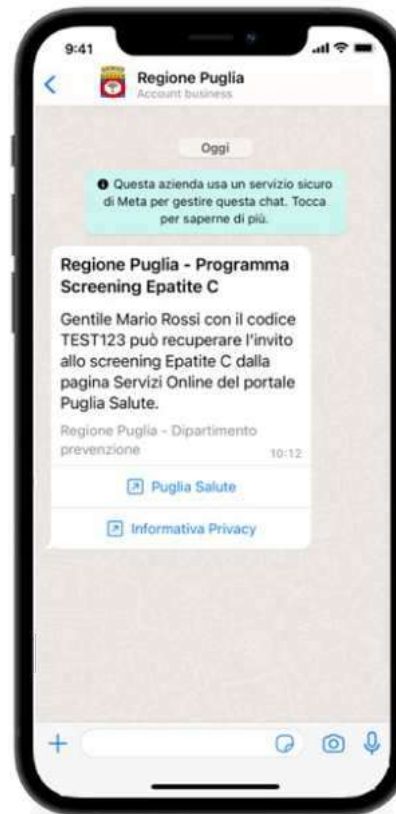 9:41
Regione Puglia
Account business
Oggi
Questa azienda usa un servizio sicuro
di Meta per gestire questa chat. Tocca
per saperne di più.
Regione Puglia - Programma
Screening Epatite C
Gentile Mario Rossi con il codice
TEST123 può recuperare l'invito
allo screening Epatite C dalla
pagina Servizi Online del portale
Puglia Salute.
Regione Puglia - Dipartimento
prevenzione
10:12
Puglia Salute
Informativa Privacy